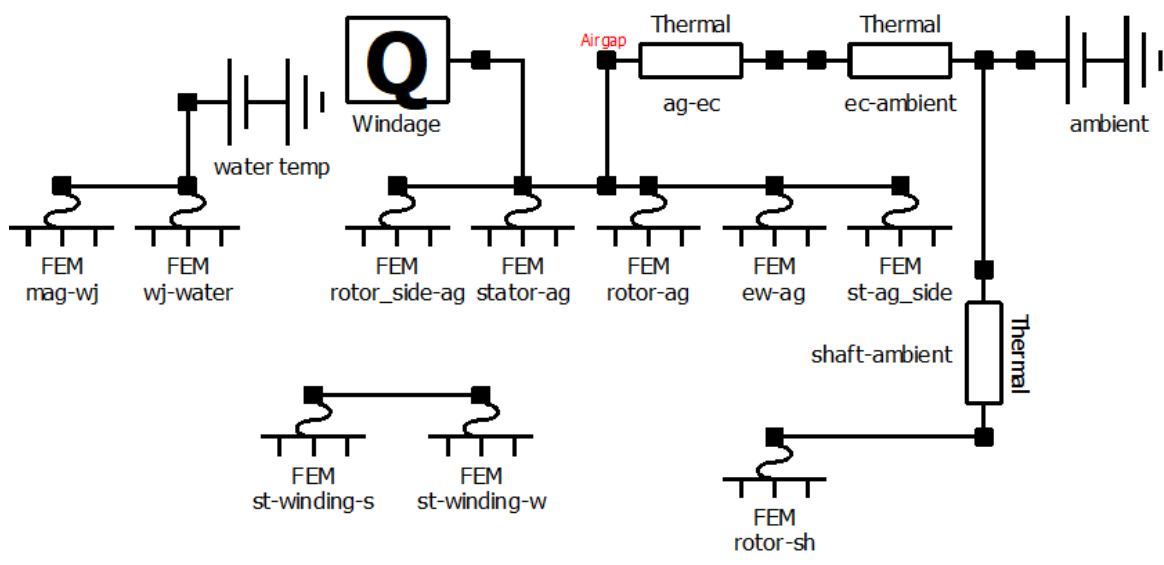 Thermal
Thermal
Airgap
Q
Windage
ag-ec
ec-ambient
ambient
water temp
FEM
mag-wj
FEM
wj-water
FEM
rotor_side-ag
FEM
stator-ag
FEM
rotor-ag
FEM
ew-ag
FEM
st-ag_side
shaft-ambient
Thermal
FEM
st-winding-s
FEM
st-winding-w
FEM
rotor-sh